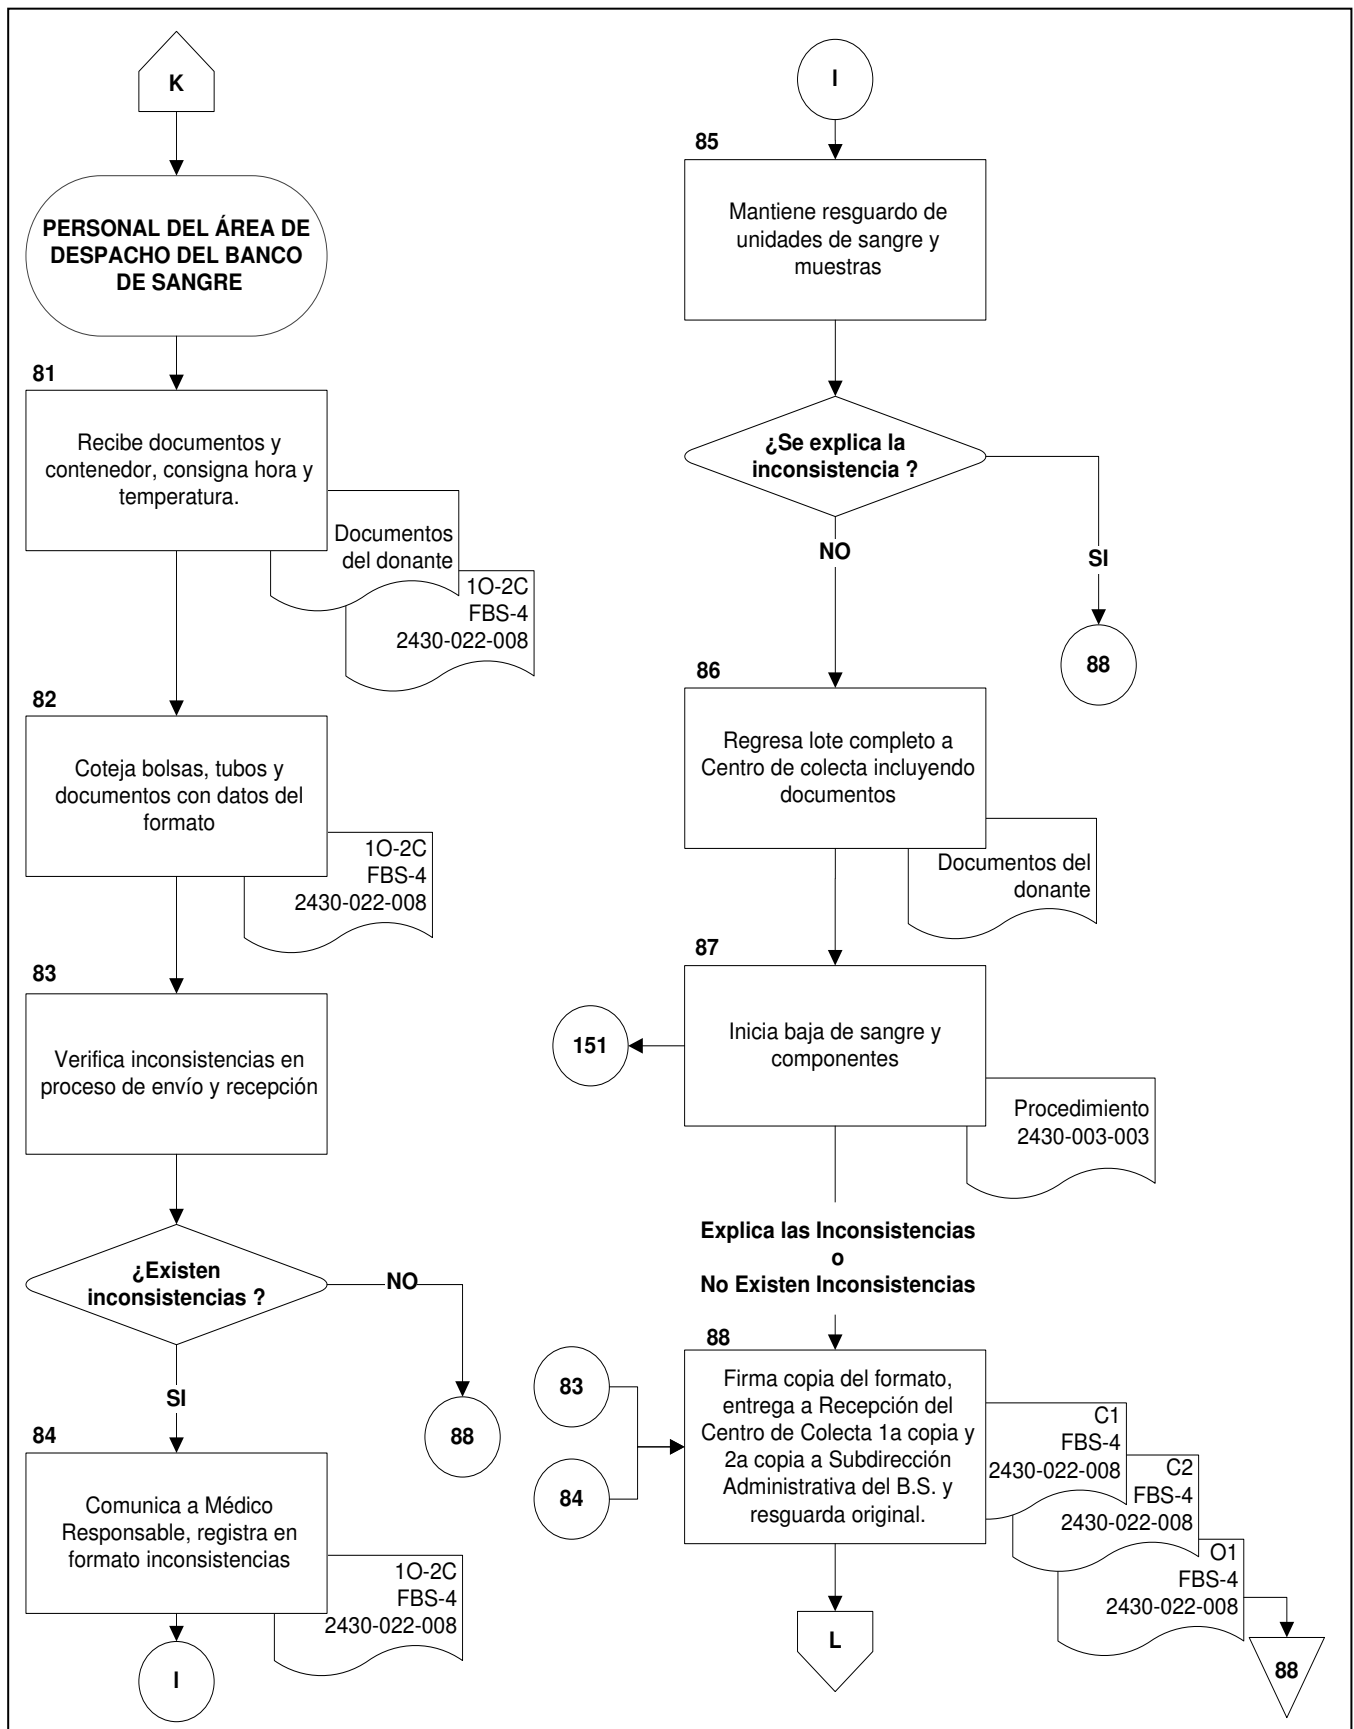 K
PERSONAL DEL ÁREA DE
DESPACHO DEL BANCO
DE SANGRE
81
Recibe documentos y
contenedor, consigna hora y
temperatura.
Documentos
del donante
1O-2C
FBS-4
2430-022-008
82
Coteja bolsas, tubos y
documentos con datos del
formato
1O-2C
FBS-4
2430-022-008
83
Verifica inconsistencias en
proceso de envío y recepción
¿Existen
inconsistencias ?
NO
88
SI
84
Comunica a Médico
Responsable, registra en
formato inconsistencias
1O-2C
FBS-4
2430-022-008
I
I
85
Mantiene resguardo de
unidades de sangre y
muestras
¿Se explica la
inconsistencia ?
NO
SI
88
86
Regresa lote completo a
Centro de colecta incluyendo
documentos
Documentos del
donante
87
Inicia baja de sangre y
componentes
151
Procedimiento
2430-003-003
Explica las Inconsistencias
o
No Existen Inconsistencias
88
83
84
Firma copia del formato,
entrega a Recepción del
Centro de Colecta 1a copia y
2a copia a Subdirección
Administrativa del B.S. y
resguarda original.
C1
FBS-4
2430-022-008
C2
FBS-4
2430-022-008
O1
FBS-4
2430-022-008
88
L